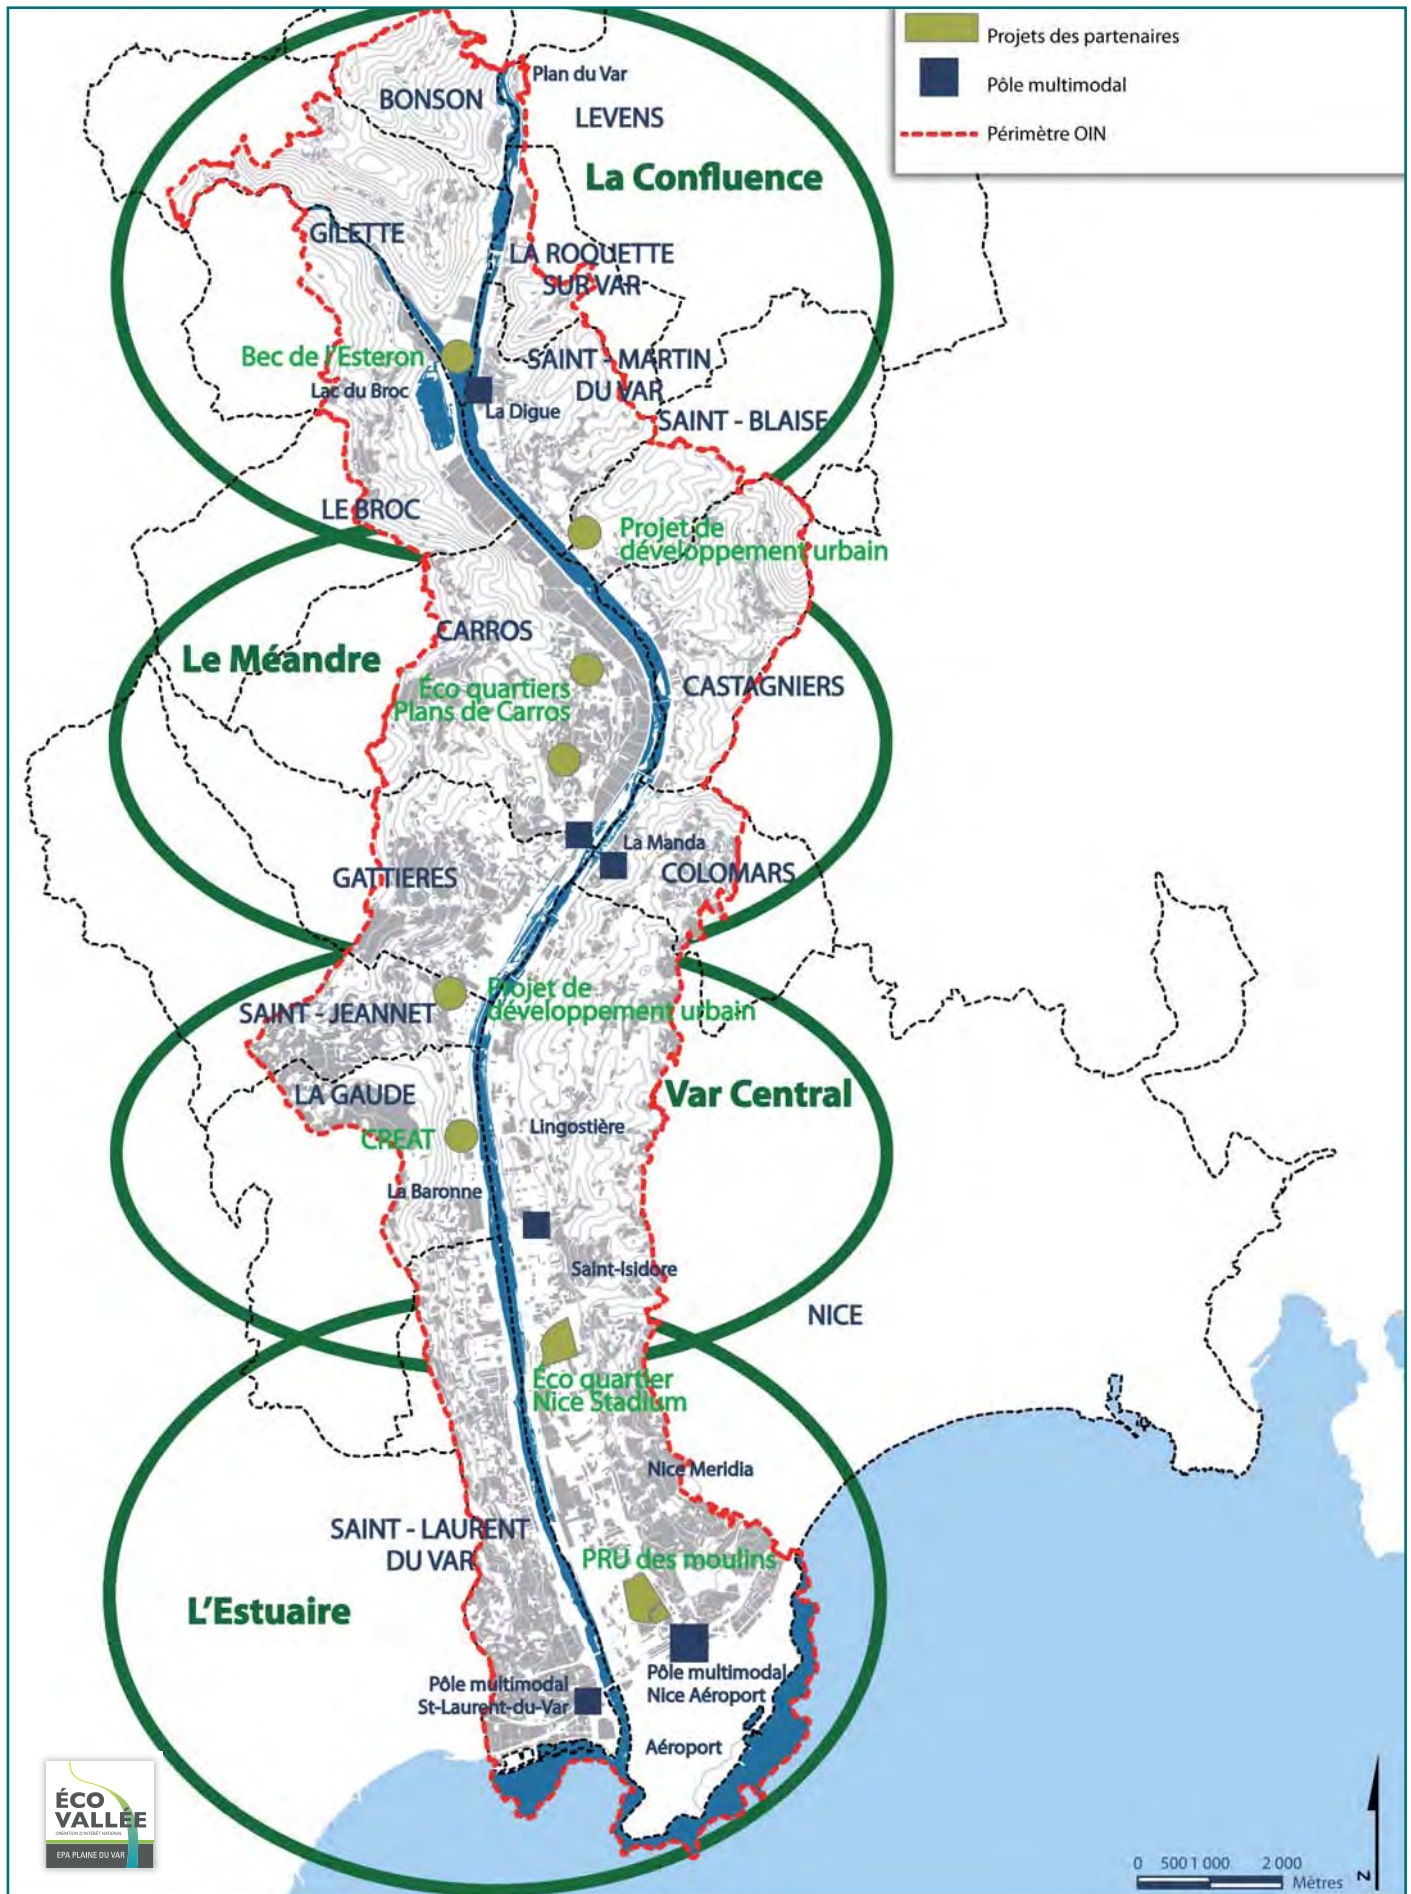 Projets des partenaires
Pôle multimodal
Périmètre OIN
Plan du Var
BONSON
LEVENS
La Confluence
GILETTE
LA ROQUETTE
SUR VAR
Bec de l'Esteron
SAINT - MARTIN
DU VAR
Lac du Broc
La Digue
SAINT - BLAISE
LE BROC
Projet de
développement urbain
CARROS
Le Méandre
Éco quartiers
Plans de Carros
CASTAGNIERS
La Manda
COLOMARS
GATTIERES
Projet de
développement urbain
SAINT - JEANNET
LA GAUDE
Var Central
CREAT
Lingostière
La Baronne
Saint-Isidore
NICE
Éco quartier
Nice Stadium
Nice Meridia
SAINT - LAURENT
DU VAR
PRU des moulins
L'Estuaire
Pôle multimodal
Nice Aéroport
Pôle multimodal
St-Laurent-du-Var
Aéroport
ÉCO
VALLÉE
OPÉRATION D'INTÉRÊT NATIONAL
EPA PLAINE DU VAR
0 500 1 000 2 000
Mètres
N